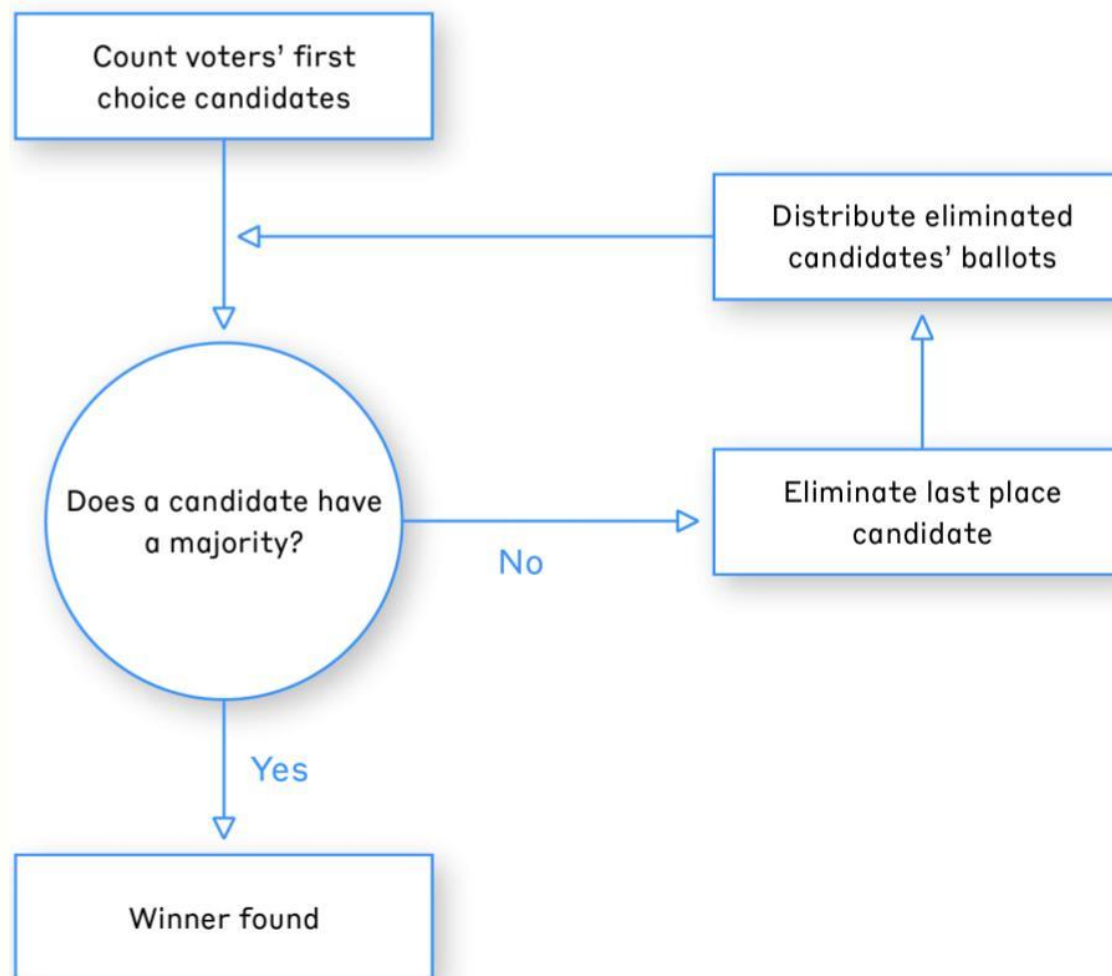 Count voters’ first
choice candidates
Distribute eliminated
candidates’ ballots
Does a candidate have
a majority?
No
Eliminate last place
candidate
Yes
Winner found